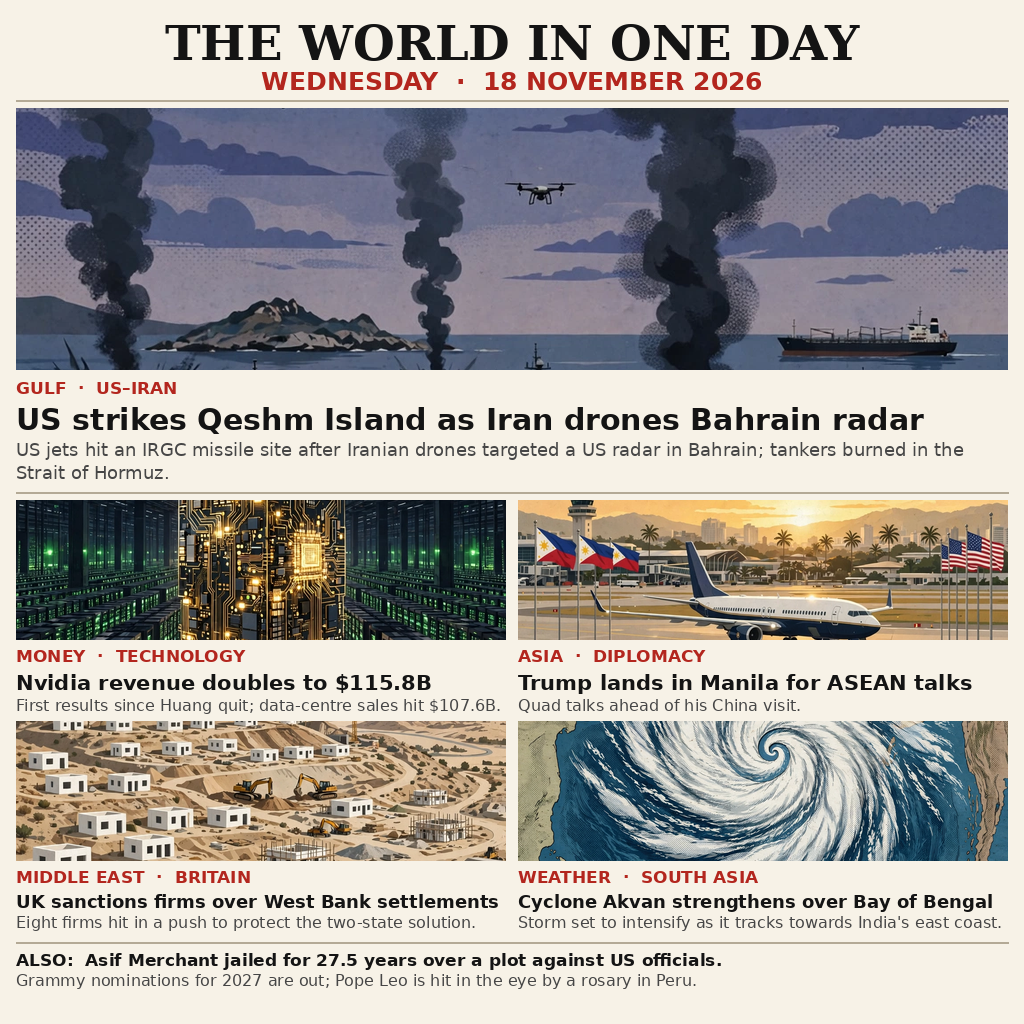 THE WORLD IN ONE DAY
WEDNESDAY · 18 NOVEMBER 2026
GULF · US–IRAN
US strikes Qeshm Island as Iran drones Bahrain radar
US jets hit an IRGC missile site after Iranian drones targeted a US radar in Bahrain; tankers burned in the
Strait of Hormuz.
MONEY · TECHNOLOGY
Nvidia revenue doubles to $115.8B
First results since Huang quit; data-centre sales hit $107.6B.
ASIA · DIPLOMACY
Trump lands in Manila for ASEAN talks
Quad talks ahead of his China visit.
MIDDLE EAST · BRITAIN
UK sanctions firms over West Bank settlements
Eight firms hit in a push to protect the two-state solution.
WEATHER · SOUTH ASIA
Cyclone Akvan strengthens over Bay of Bengal
Storm set to intensify as it tracks towards India's east coast.
ALSO: Asif Merchant jailed for 27.5 years over a plot against US officials.
Grammy nominations for 2027 are out; Pope Leo is hit in the eye by a rosary in Peru.